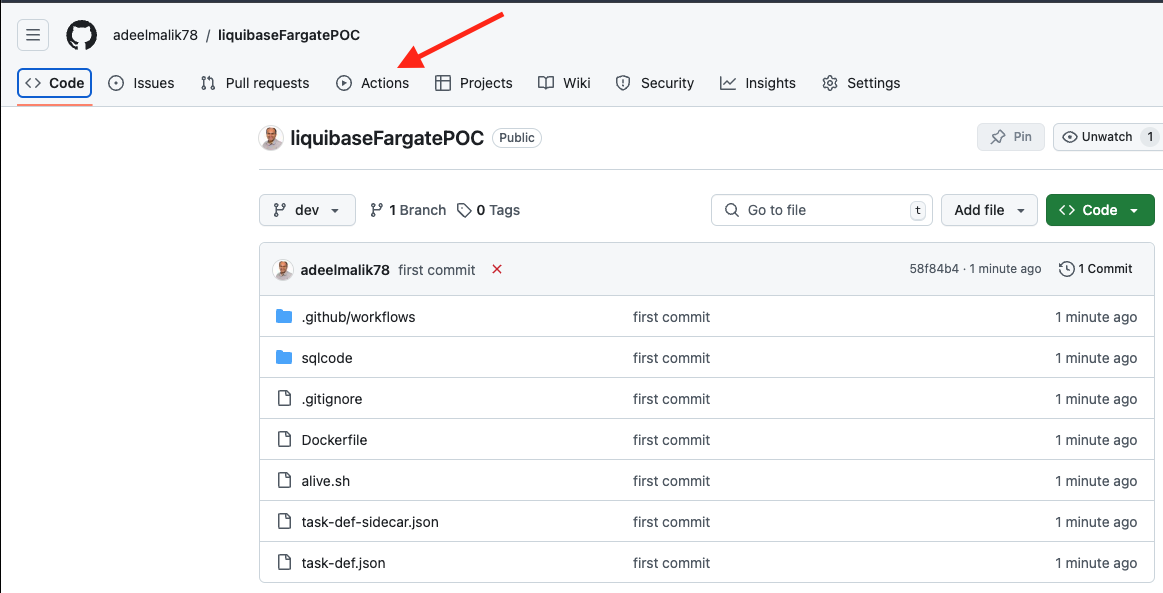 adeelmalik78 / liquibaseFargatePOC
<> Code Issues Pull requests Actions Projects Wiki Security Insights Settings
liquibaseFargatePOC Public Pin Unwatch 1
dev 1 Branch 0 Tags Go to file t Add file <> Code
adeelmalik78 first commit 58f84b4 · 1 minute ago 1 Commit
.github/workflows first commit 1 minute ago
sqlcode first commit 1 minute ago
.gitignore first commit 1 minute ago
Dockerfile first commit 1 minute ago
alive.sh first commit 1 minute ago
task-def-sidecar.json first commit 1 minute ago
task-def.json first commit 1 minute ago